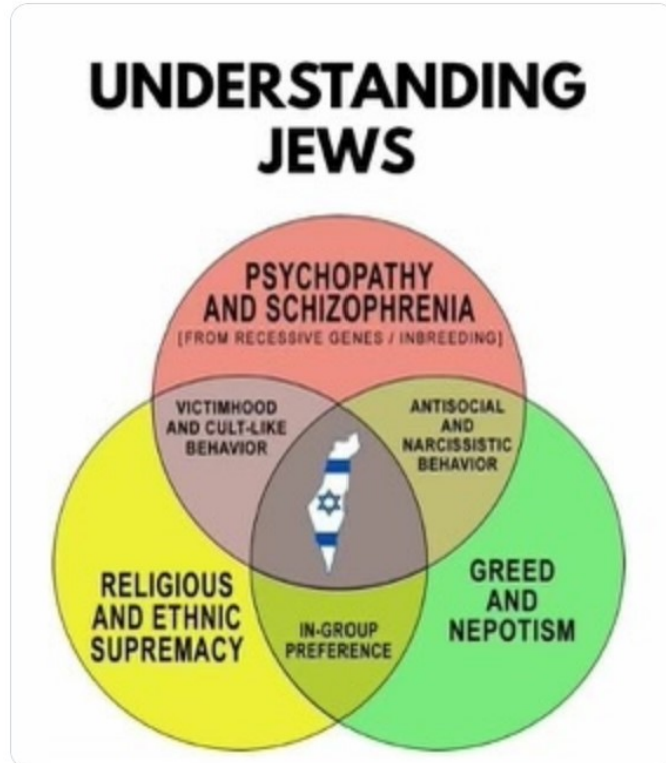 UNDERSTANDING
JEWS
PSYCHOPATHY
AND SCHIZOPHRENIA
[FROM RECESSIVE GENES / INBREEDING]
VICTIMHOOD
AND CULT-LIKE
BEHAVIOR
ANTISOCIAL
AND
NARCISSISTIC
BEHAVIOR
RELIGIOUS
AND ETHNIC
SUPREMACY
IN-GROUP
PREFERENCE
GREED
AND
NEPOTISM